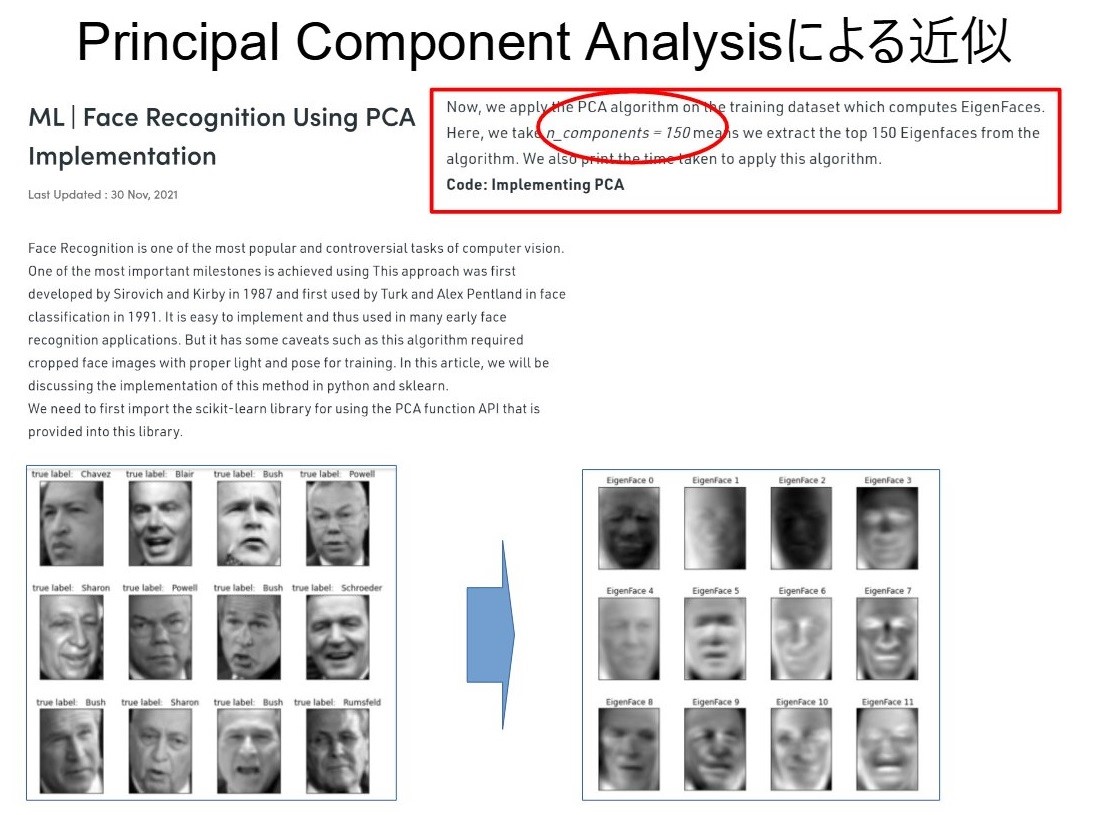 Principal Component Analysisによる近似
ML | Face Recognition Using PCA
Implementation
Last Updated : 30 Nov, 2021
Now, we apply the PCA algorithm on the training dataset which computes EigenFaces.
Here, we take n_components = 150 means we extract the top 150 Eigenfaces from the
algorithm. We also print the time taken to apply this algorithm.
Code: Implementing PCA
Face Recognition is one of the most popular and controversial tasks of computer vision.
One of the most important milestones is achieved using This approach was first
developed by Sirovich and Kirby in 1987 and first used by Turk and Alex Pentland in face
classification in 1991. It is easy to implement and thus used in many early face
recognition applications. But it has some caveats such as this algorithm required
cropped face images with proper light and pose for training. In this article, we will be
discussing the implementation of this method in python and sklearn.
We need to first import the scikit-learn library for using the PCA function API that is
provided into this library.
true label: Chavez true label: Blair true label: Bush true label: Powell
true label: Sharon true label: Powell true label: Bush true label: Schroeder
true label: Bush true label: Sharon true label: Bush true label: Rumsfeld
EigenFace 0 EigenFace 1 EigenFace 2 EigenFace 3
EigenFace 4 EigenFace 5 EigenFace 6 EigenFace 7
EigenFace 8 EigenFace 9 EigenFace 10 EigenFace 11